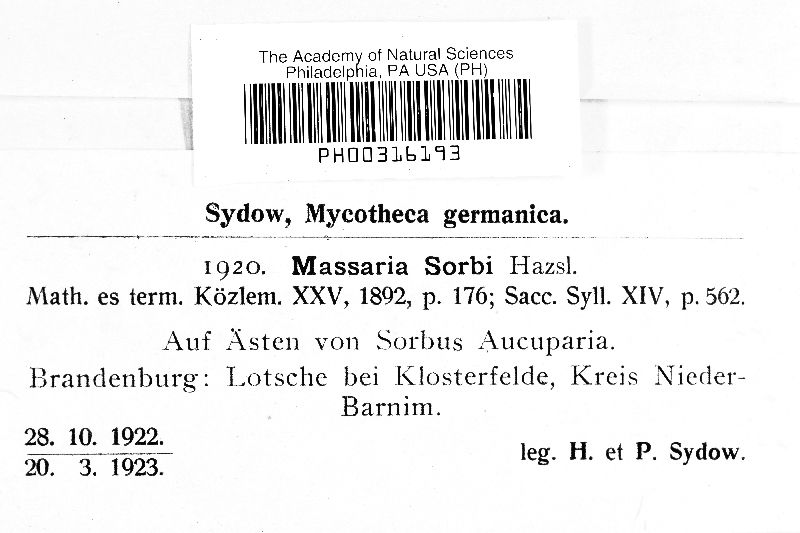 The Academy of Natural Sciences
Philadelphia, PA USA (PH)
PH00316193
Sydow, Mycotheca germanica.
1920. Massaria Sorbi Hazsl.
Math. es term. Közlem. XXV, 1892, p. 176; Sacc. Syll. XIV, p. 562.
Auf Ästen von Sorbus Aucuparia.
Brandenburg: Lotsche bei Klosterfelde, Kreis Nieder-
Barnim.
28. 10. 1922.
20. 3. 1923.
leg. H. et P. Sydow.